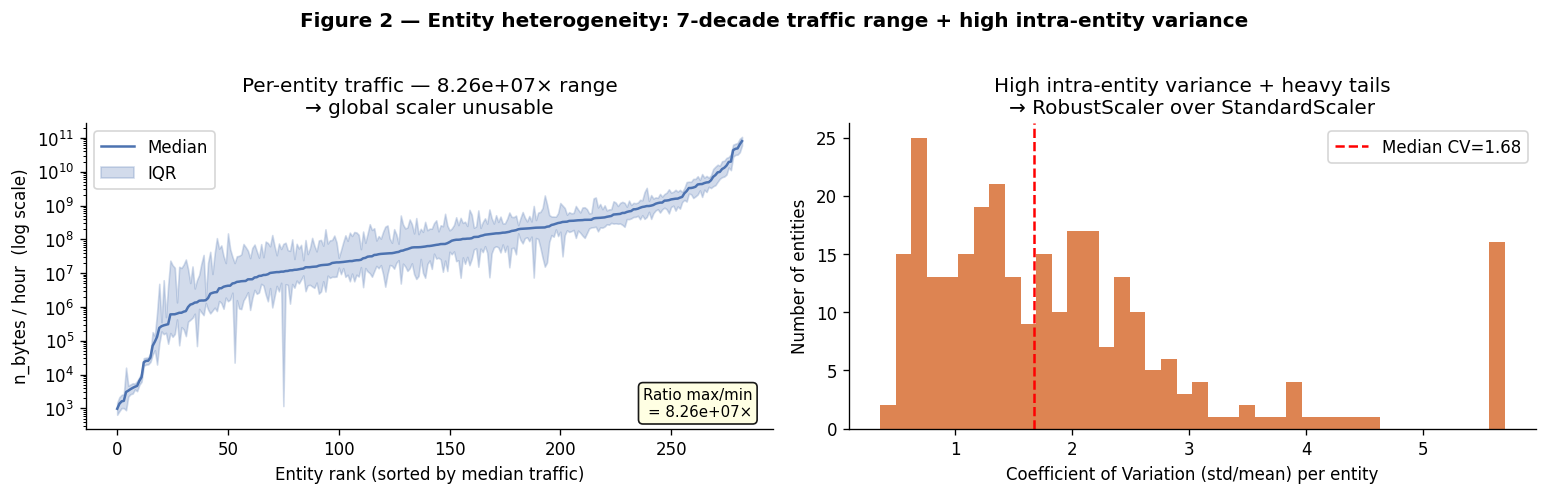 Figure 2 — Entity heterogeneity: 7-decade traffic range + high intra-entity variance
Per-entity traffic — 8.26e+07× range
→ global scaler unusable
n_bytes / hour  (log scale)
10¹¹
10¹⁰
10⁹
10⁸
10⁷
10⁶
10⁵
10⁴
10³
Median
IQR
Ratio max/min
= 8.26e+07×
0 50 100 150 200 250
Entity rank (sorted by median traffic)
High intra-entity variance + heavy tails
→ RobustScaler over StandardScaler
Number of entities
25
20
15
10
5
0
Median CV=1.68
1 2 3 4 5
Coefficient of Variation (std/mean) per entity